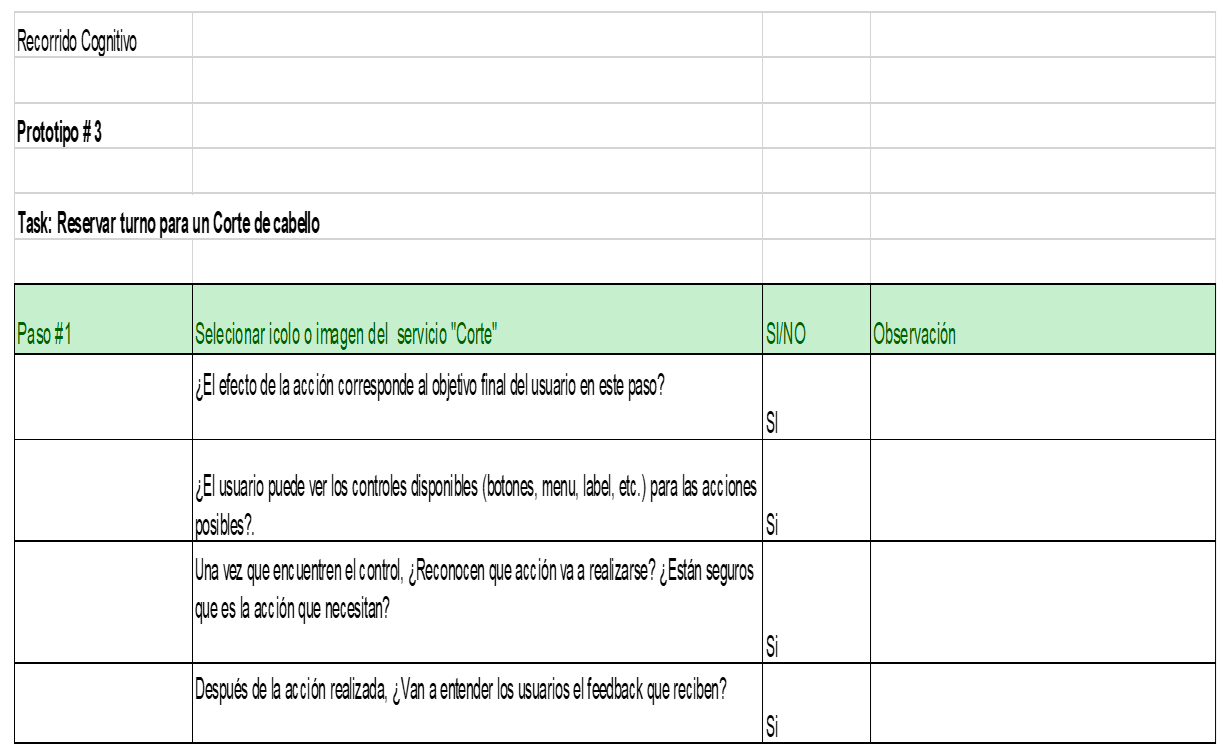 Recorrido Cognitivo
Prototipo # 3
Task: Reservar turno para un Corte de cabello
Paso #1 Selecionar icolo o imagen del servicio "Corte" SI/NO Observación
¿El efecto de la acción corresponde al objetivo final del usuario en este paso?
SI
¿El usuario puede ver los controles disponibles (botones, menu, label, etc.) para las acciones
posibles?. Si
Una vez que encuentren el control, ¿Reconocen que acción va a realizarse? ¿Están seguros
que es la acción que necesitan?
Si
Después de la acción realizada, ¿Van a entender los usuarios el feedback que reciben?
Si